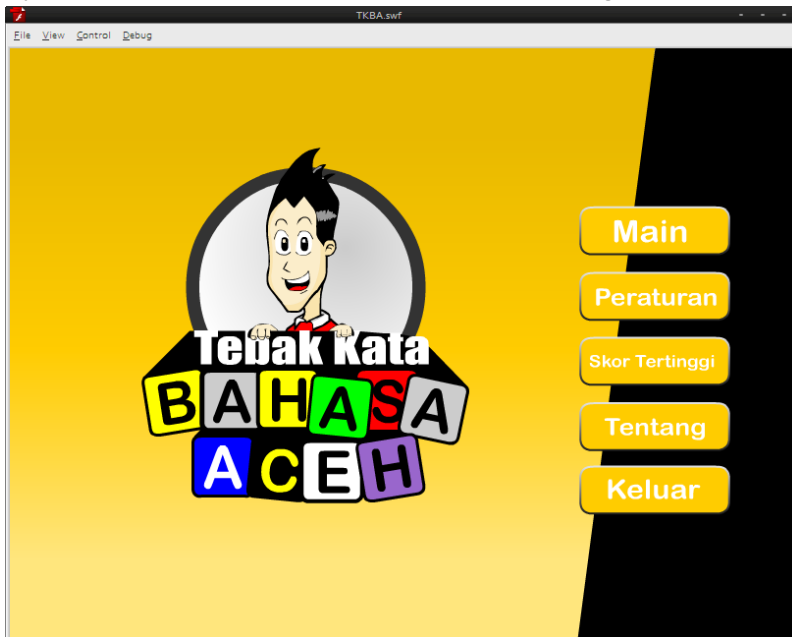 TKBA.swf
File View Control Debug
Tebak Kata
BAHASA
ACEH
Main
Peraturan
Skor Tertinggi
Tentang
Keluar